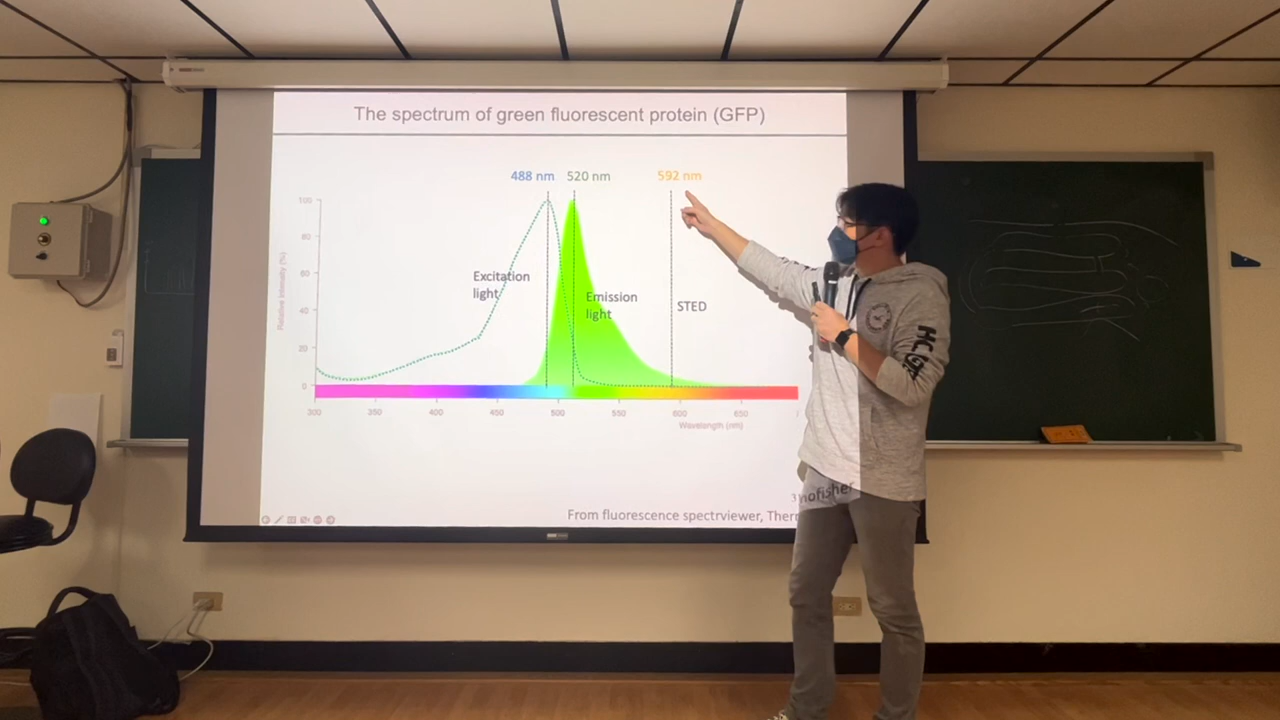 The spectrum of green fluorescent protein (GFP)
488 nm 520 nm 592 nm
100
80
60
40
20
0
Relative Intensity (%)
Excitation
light
Emission
light
STED
300 350 400 450 500 550 600 650
Wavelength (nm)
From fluorescence spectrviewer, Thermofisher